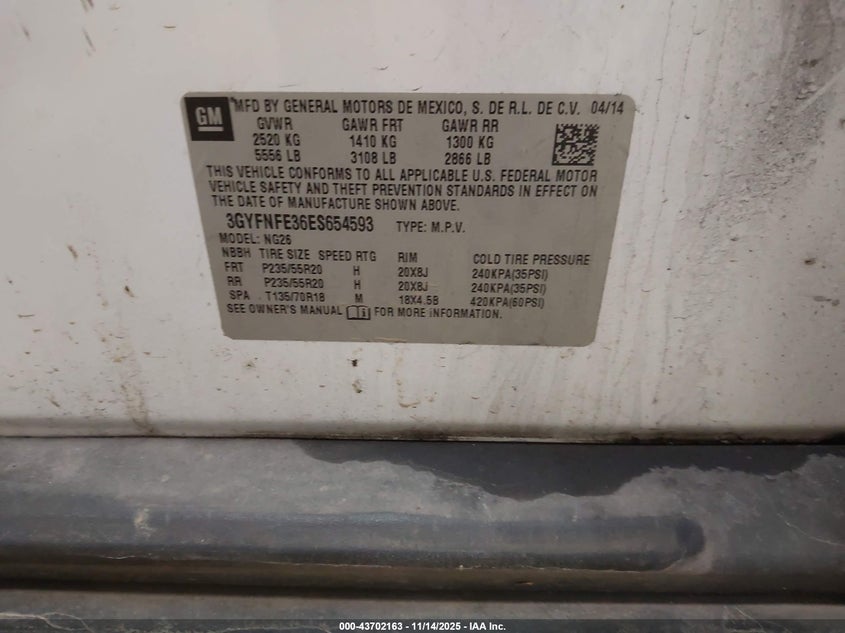 GM
MFD BY GENERAL MOTORS DE MEXICO, S. DE R.L. DE C.V. 04/14
GVWR GAWR FRT GAWR RR
2520 KG 1410 KG 1300 KG
5556 LB 3108 LB 2866 LB
THIS VEHICLE CONFORMS TO ALL APPLICABLE U.S. FEDERAL MOTOR
VEHICLE SAFETY AND THEFT PREVENTION STANDARDS IN EFFECT ON
THE DATE OF MANUFACTURE SHOWN ABOVE.
3GYFNFE36ES654593 TYPE: M.P.V.
MODEL: NG26
NBBH TIRE SIZE SPEED RTG RIM COLD TIRE PRESSURE
FRT P235/55R20 H 20X8J 240KPA(35PSI)
RR P235/55R20 H 20X8J 240KPA(35PSI)
SPA T135/70R18 M 18X4.5B 420KPA(60PSI)
SEE OWNER'S MANUAL FOR MORE INFORMATION.
000-43702163 - 11/14/2025 - IAA Inc.